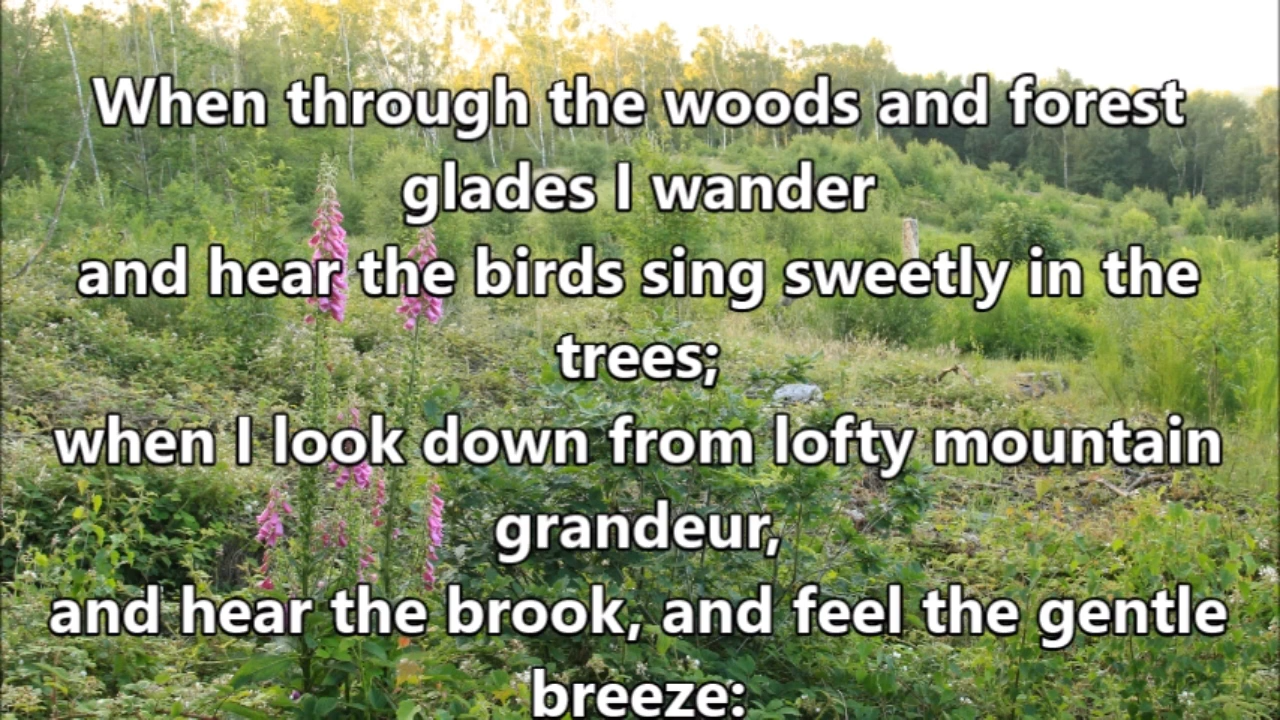 When through the woods and forest
glades I wander
and hear the birds sing sweetly in the
trees;
when I look down from lofty mountain
grandeur,
and hear the brook, and feel the gentle
breeze: